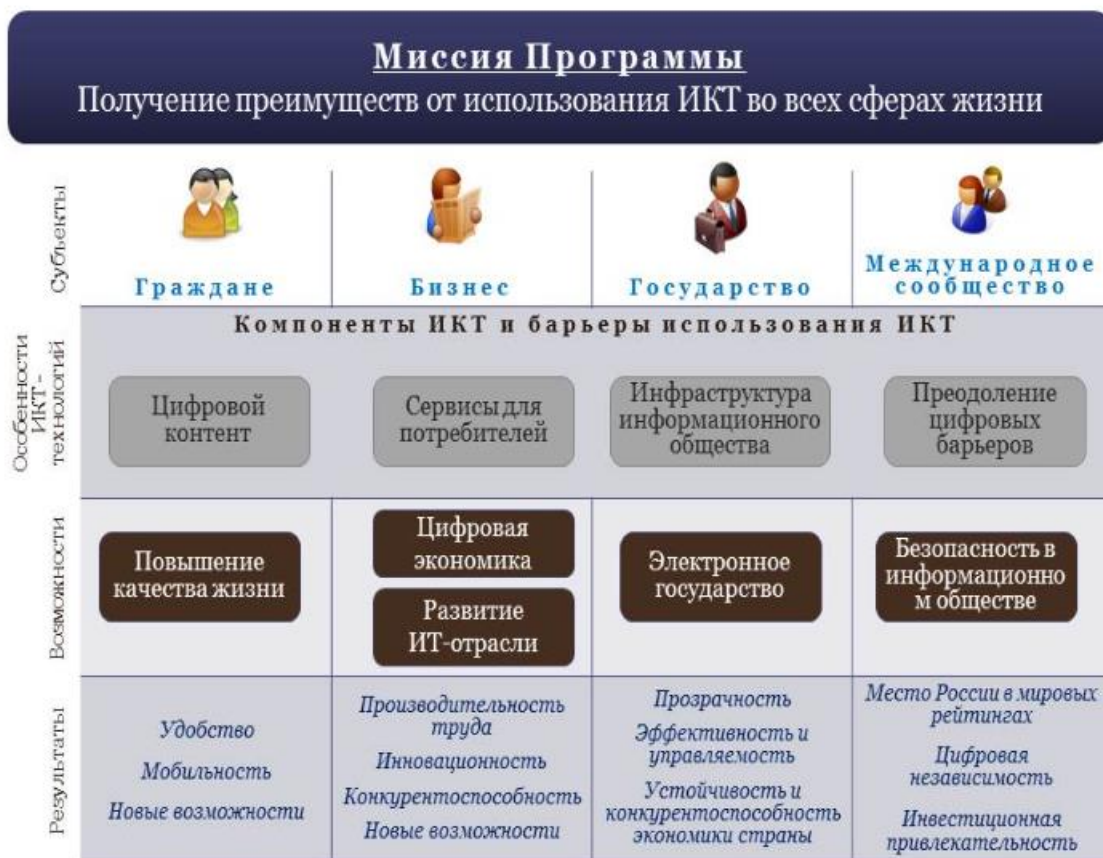 Миссия Программы
Получение преимуществ от использования ИКТ во всех сферах жизни
Субъекты
Граждане
Бизнес
Государство
Международное
сообщество
Особенности
ИКТ-
технологий
Компоненты ИКТ и барьеры использования ИКТ
Цифровой
контент
Сервисы для
потребителей
Инфраструктура
информационного
общества
Преодоление
цифровых
барьеров
Возможности
Повышение
качества жизни
Цифровая
экономика
Развитие
ИТ-отрасли
Электронное
государство
Безопасность в
информационно
м обществе
Результаты
Удобство
Мобильность
Новые возможности
Производительность
труда
Инновационность
Конкурентоспособность
Новые возможности
Прозрачность
Эффективность и
управляемость
Устойчивость и
конкурентоспособность
экономики страны
Место России в мировых
рейтингах
Цифровая
независимость
Инвестиционная
привлекательность